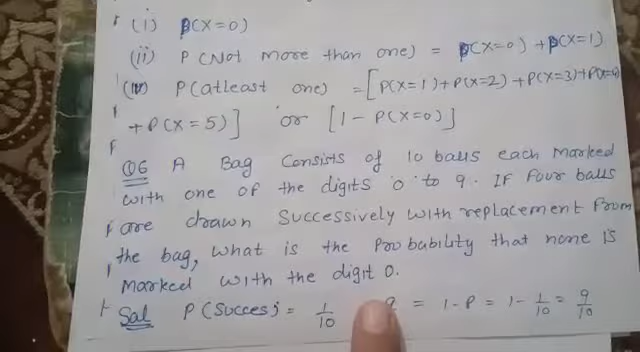 (i) P(X=0)
(ii) P(Not more than one) = P(X=0) + P(X=1)
P(atleast one) = [P(X=1) + P(X=2) + P(X=3) + P(X=4)
+ P(X=5)] or [1 - P(X=0)]
Q6 A Bag Consists of 10 balls each Marked
with one of the digits 0 to 9. If four balls
are drawn Successively with replacement from
the bag, what is the Probability that none is
Marked with the digit 0.
Sol P(Succes) = 1/10 q = 1-P = 1 - 1/10 = 9/10